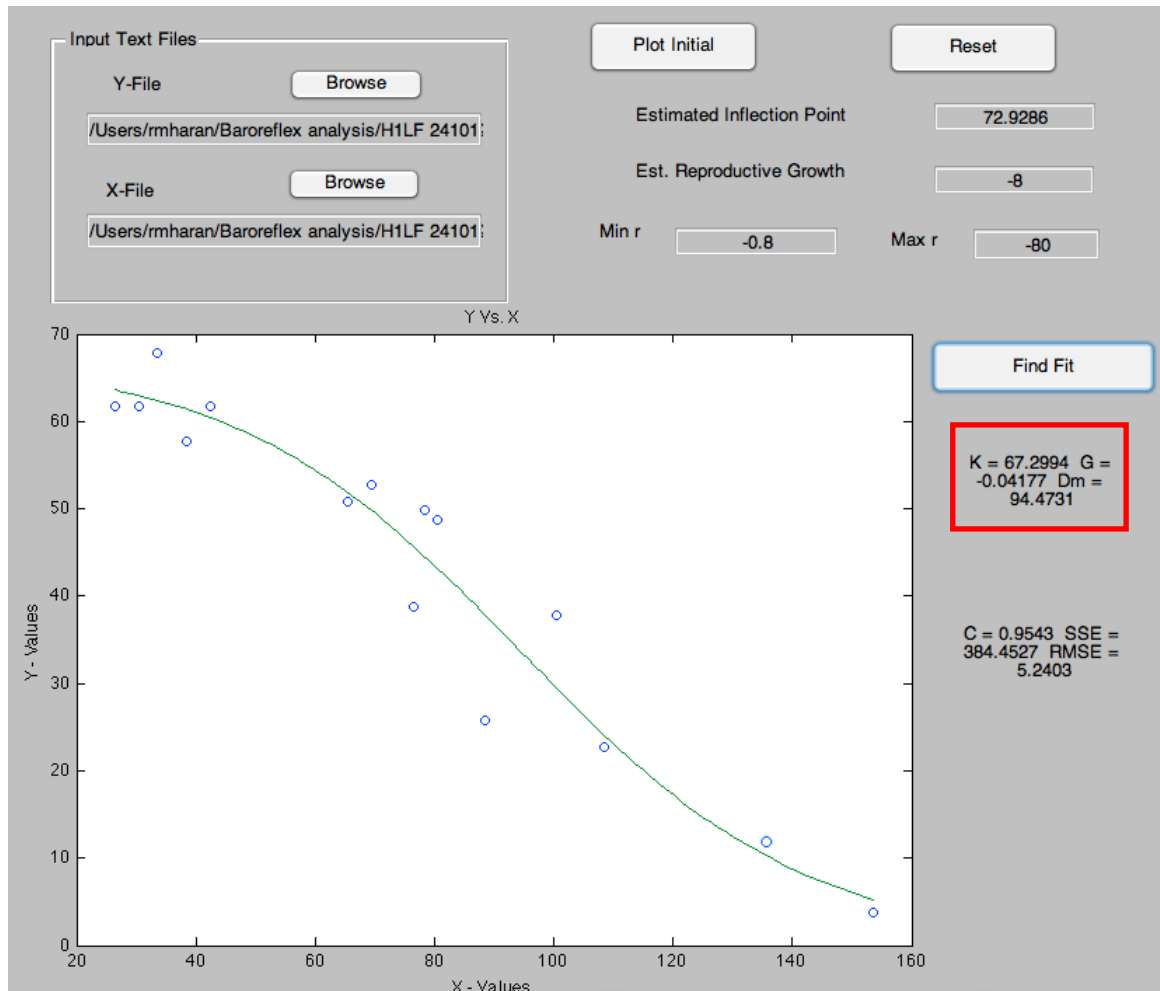 Input Text Files
Y-File
Browse
/Users/rmharan/Baroreflex analysis/H1LF 24101
X-File
Browse
/Users/rmharan/Baroreflex analysis/H1LF 24101
Plot Initial
Reset
Estimated Inflection Point
72.9286
Est. Reproductive Growth
-8
Min r
-0.8
Max r
-80
Y Vs. X
70
60
50
40
30
20
10
0
Y - Values
20 40 60 80 100 120 140 160
X - Values
Find Fit
K = 67.2994 G =
-0.04177 Dm =
94.4731
C = 0.9543 SSE =
384.4527 RMSE =
5.2403